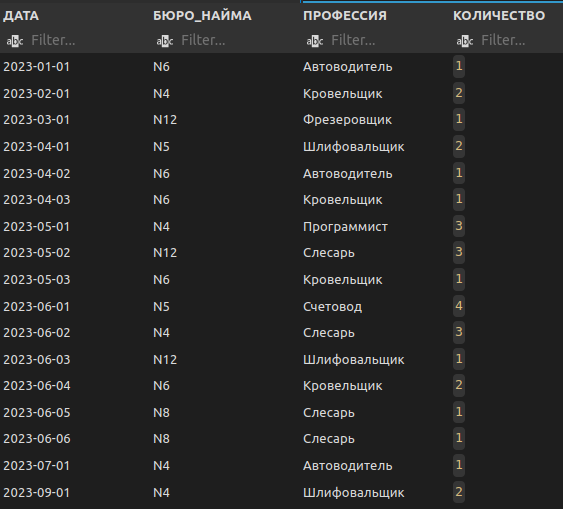 ДАТА БЮРО_НАЙМА ПРОФЕССИЯ КОЛИЧЕСТВО
abc Filter... abc Filter... abc Filter... abc Filter...
2023-01-01 N6 Автоводитель 1
2023-02-01 N4 Кровельщик 2
2023-03-01 N12 Фрезеровщик 1
2023-04-01 N5 Шлифовальщик 2
2023-04-02 N6 Автоводитель 1
2023-04-03 N6 Кровельщик 1
2023-05-01 N4 Программист 3
2023-05-02 N12 Слесарь 3
2023-05-03 N6 Кровельщик 1
2023-06-01 N5 Счетовод 4
2023-06-02 N4 Слесарь 3
2023-06-03 N12 Шлифовальщик 1
2023-06-04 N6 Кровельщик 2
2023-06-05 N8 Слесарь 1
2023-06-06 N8 Слесарь 1
2023-07-01 N4 Автоводитель 1
2023-09-01 N4 Шлифовальщик 2